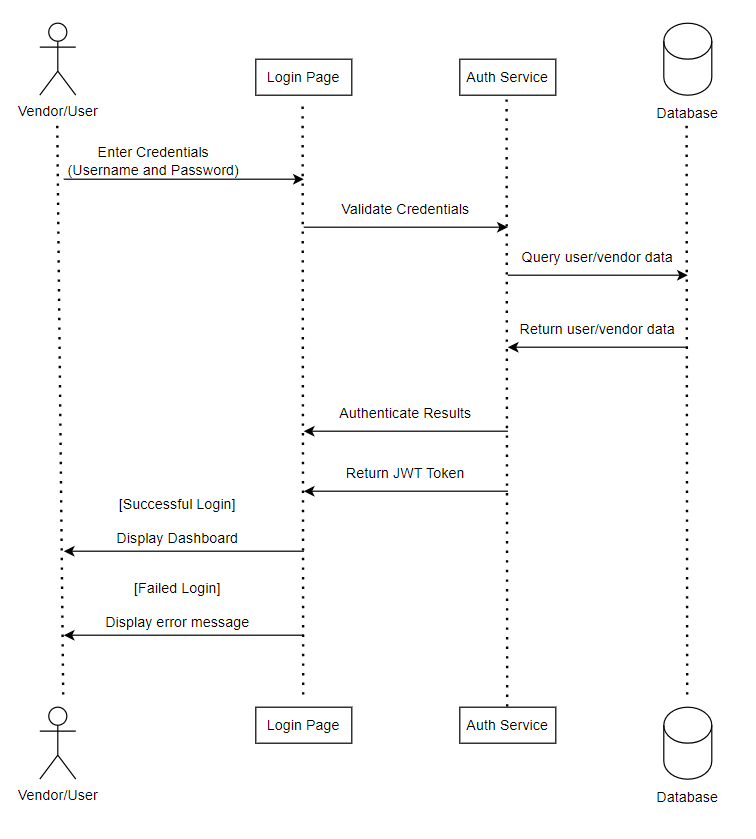 Vendor/User
Login Page
Auth Service
Database
Enter Credentials
(Username and Password)
Validate Credentials
Query user/vendor data
Return user/vendor data
Authenticate Results
Return JWT Token
[Successful Login]
Display Dashboard
[Failed Login]
Display error message
Login Page
Auth Service
Vendor/User
Database